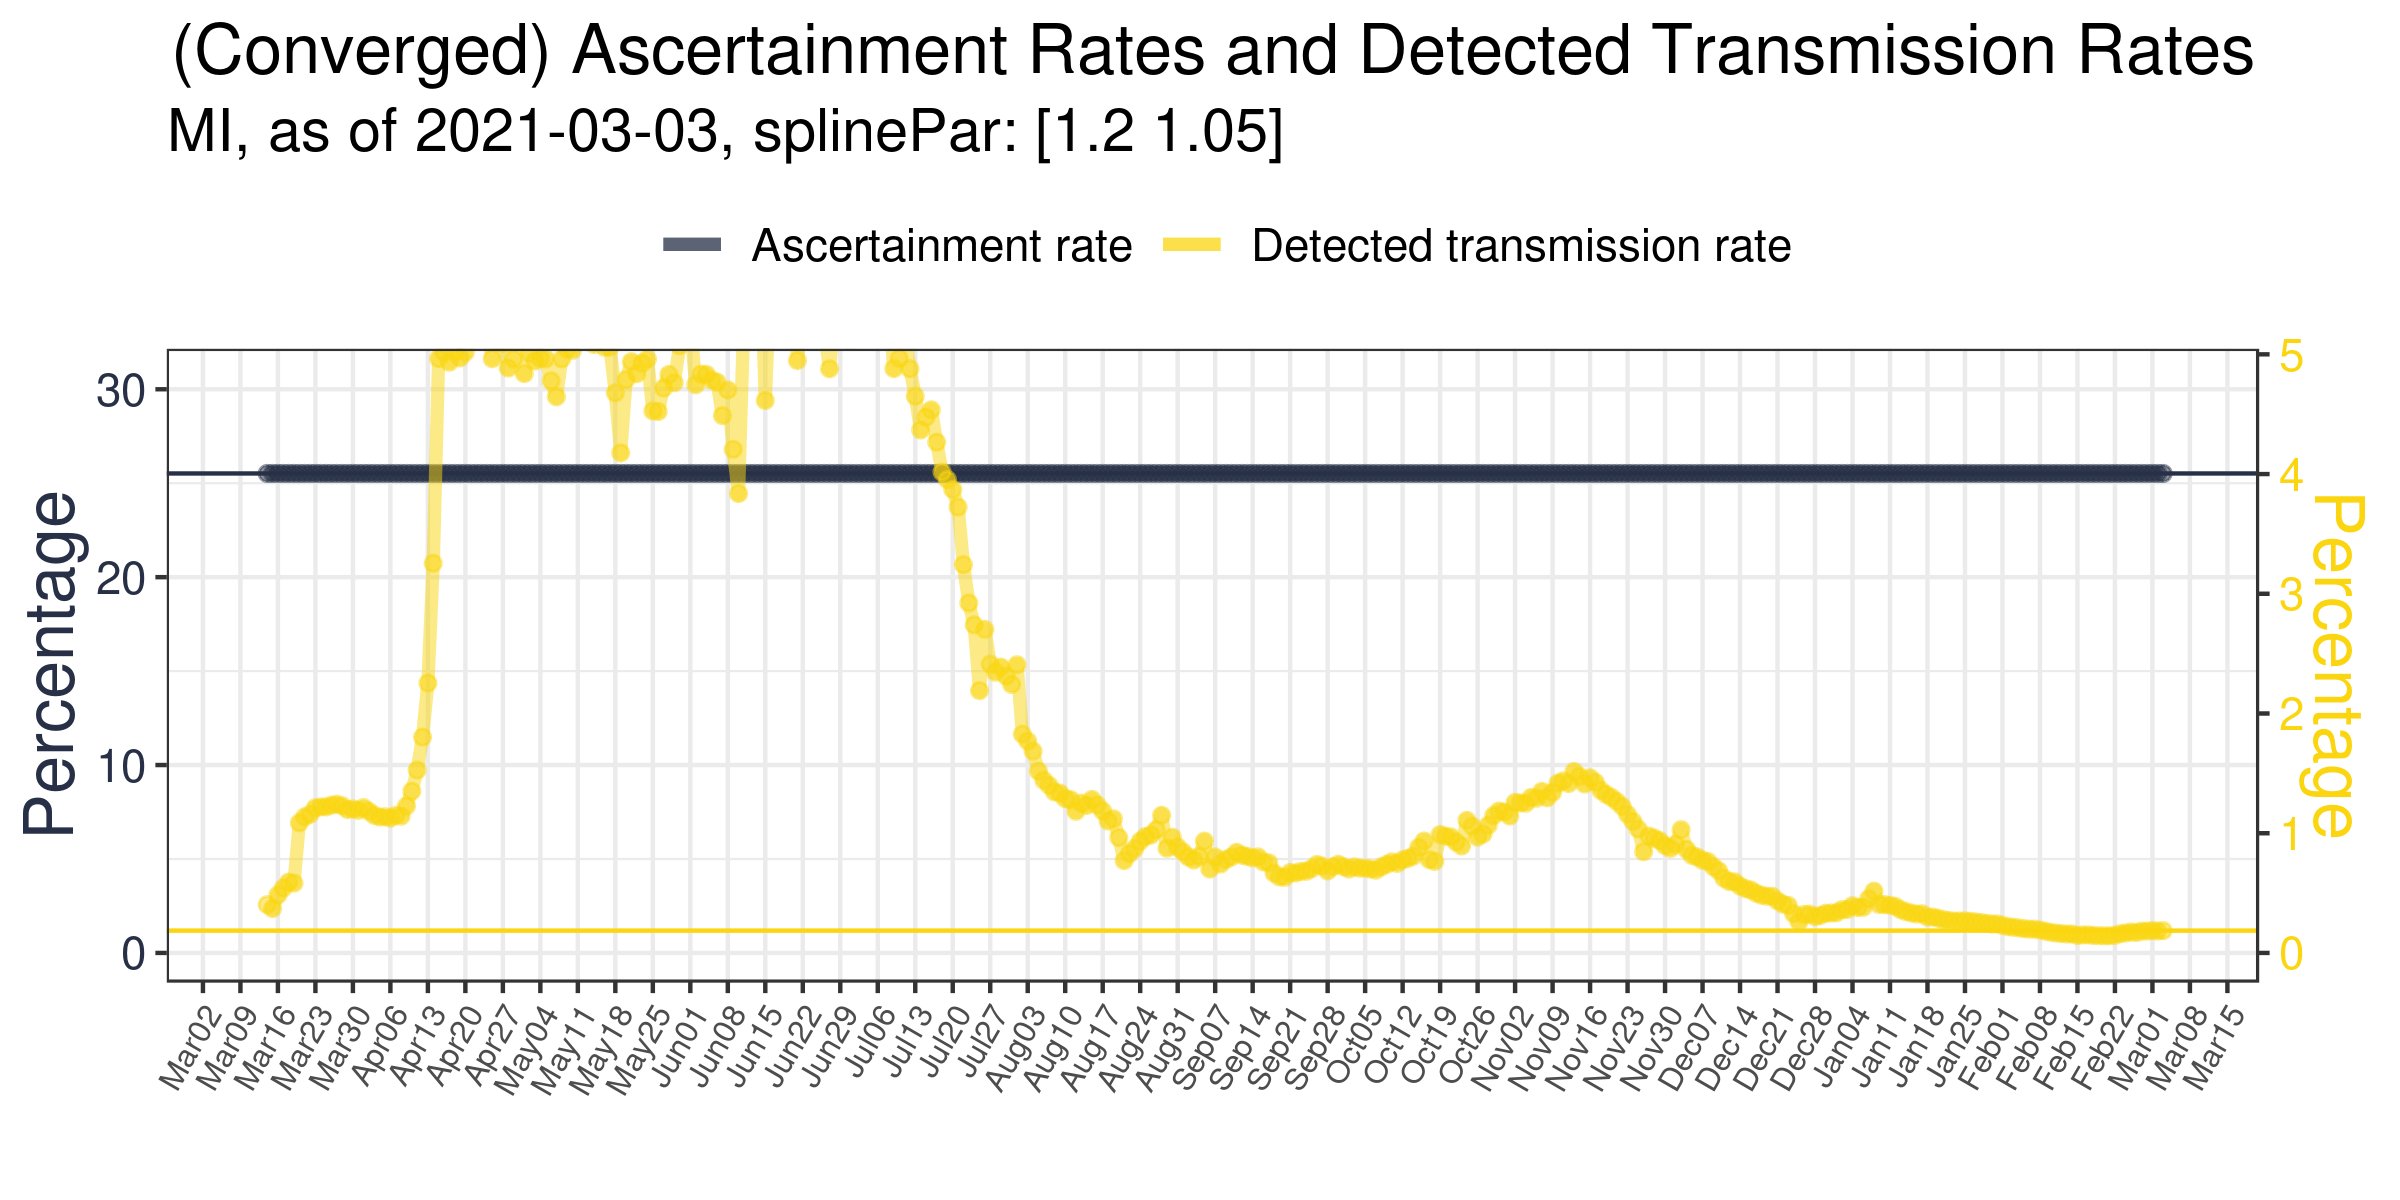 (Converged) Ascertainment Rates and Detected Transmission Rates
MI, as of 2021-03-03, splinePar: [1.2 1.05]
Ascertainment rate Detected transmission rate
Percentage
30
20
10
0
5
4
3
2
1
0
Percentage
Mar02 Mar09 Mar16 Mar23 Mar30 Apr06 Apr13 Apr20 Apr27 May04 May11 May18 May25 Jun01 Jun08 Jun15 Jun22 Jun29 Jul06 Jul13 Jul20 Jul27 Aug03 Aug10 Aug17 Aug24 Aug31 Sep07 Sep14 Sep21 Sep28 Oct05 Oct12 Oct19 Oct26 Nov02 Nov09 Nov16 Nov23 Nov30 Dec07 Dec14 Dec21 Dec28 Jan04 Jan11 Jan18 Jan25 Feb01 Feb08 Feb15 Feb22 Mar01 Mar08 Mar15